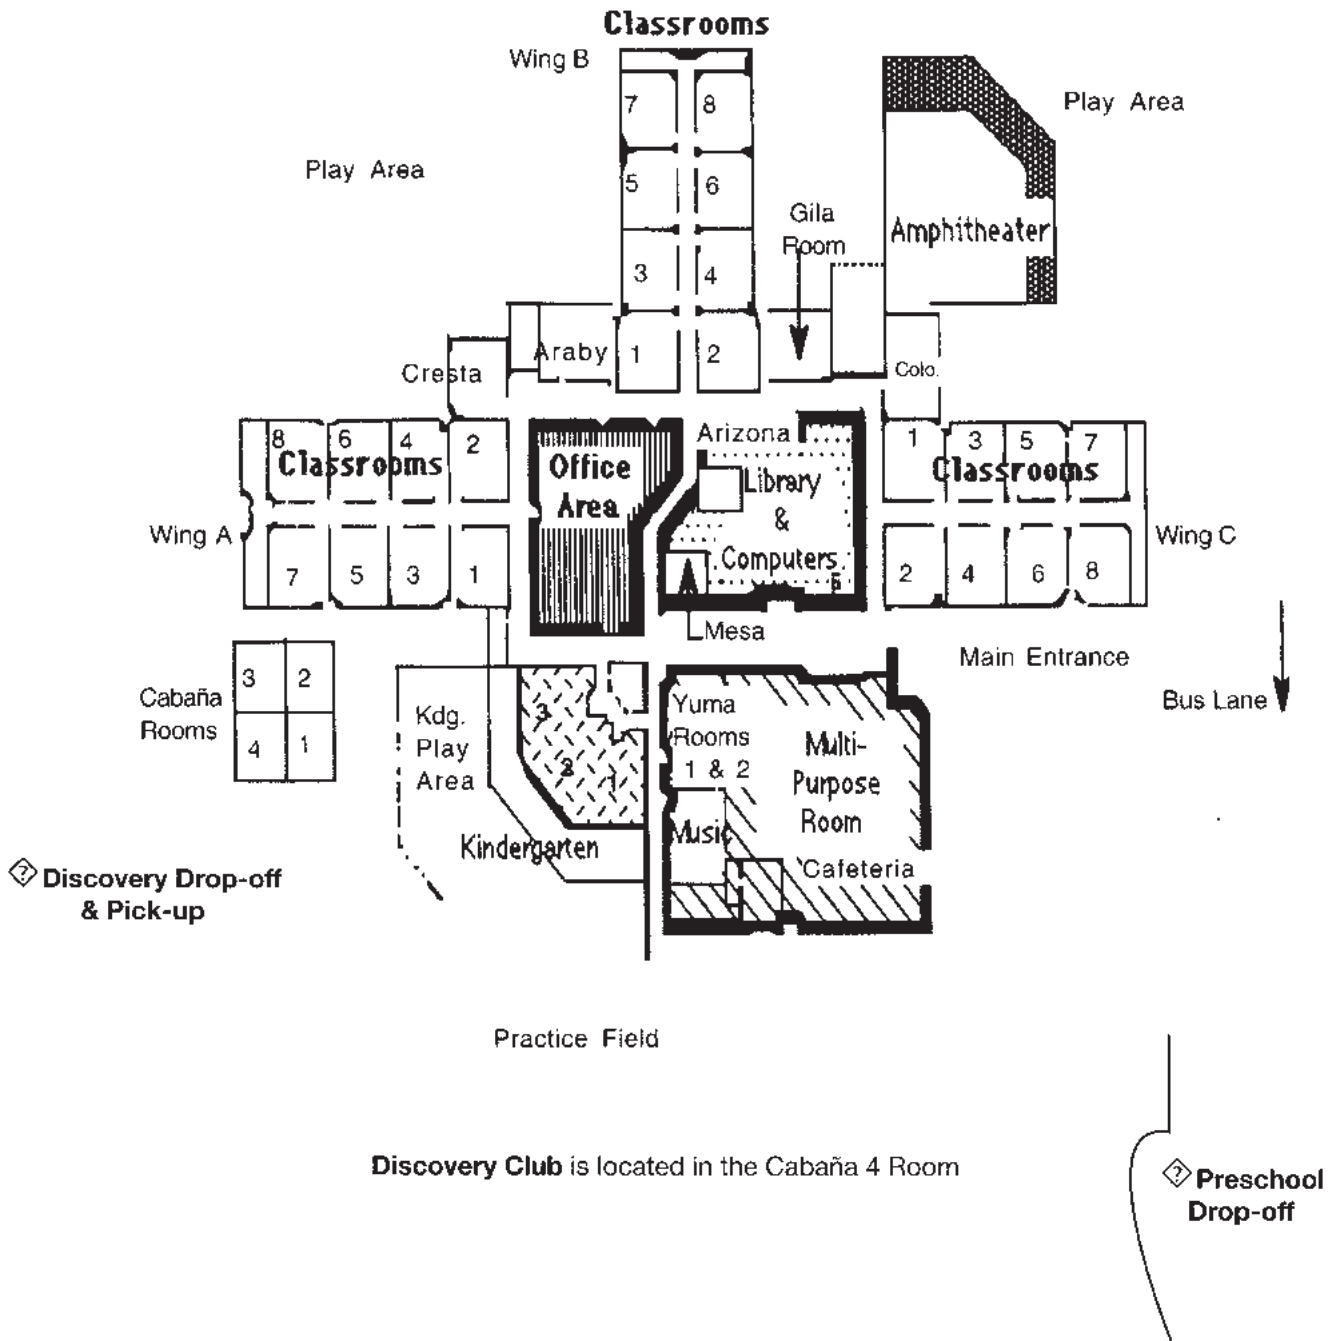 Classrooms
Wing B
7
8
Play Area
Play Area
5
6
Gila
Room
Amphitheater
3
4
Araby
1
2
Cresta
Colo.
8
6
4
2
Classrooms
Office
Area
Arizona
Library
&
Computers
1
3
5
7
Classrooms
Wing A
Wing C
7
5
3
1
2
4
6
8
Mesa
Main Entrance
Bus Lane
Cabaña
Rooms
3
2
4
1
Kdg.
Play
Area
3
2
1
Kindergarten
Yuma
Rooms
1 & 2
Music
Multi-
Purpose
Room
Cafeteria
? Discovery Drop-off
& Pick-up
Practice Field
Discovery Club is located in the Cabaña 4 Room
? Preschool
Drop-off